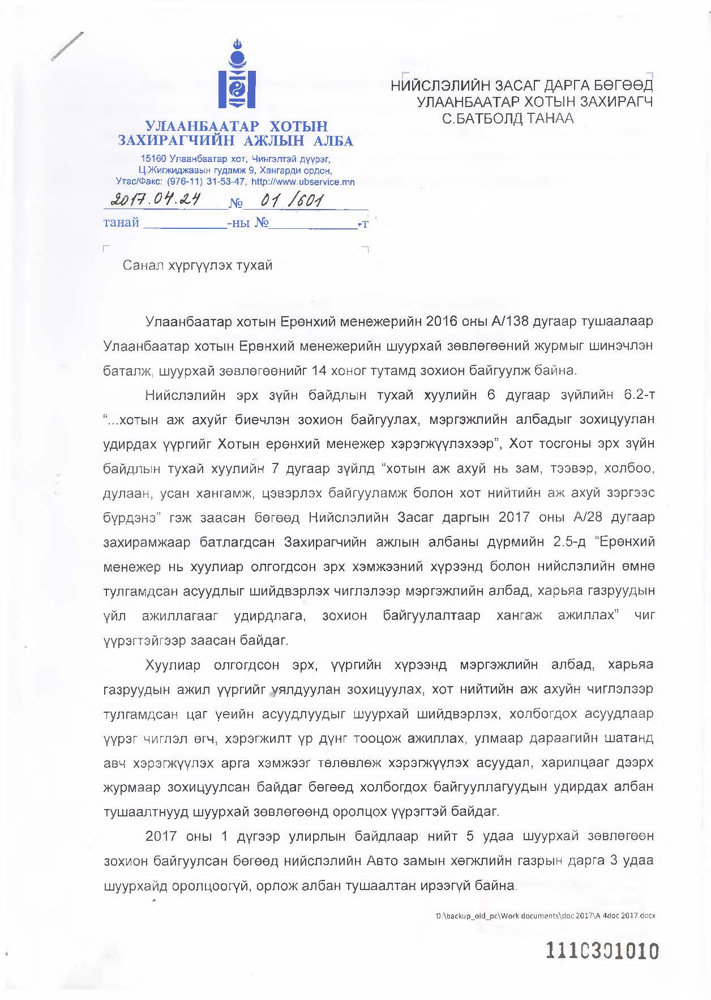 УЛААНБААТАР ХОТЫН
ЗАХИРАГЧИЙН АЖЛЫН АЛБА
15160 Улаанбаатар хот, Чингэлтэй дүүрэг,
Ц.Жигжиджавын гудамж 9, Хангарди ордон,
Утас/Факс: (976-11) 31-53-47, http://www.ubservice.mn
2017.04.24 № 01/601
танай ____________-ны №_____________-т
НИЙСЛЭЛИЙН ЗАСАГ ДАРГА БӨГӨӨД
УЛААНБААТАР ХОТЫН ЗАХИРАГЧ
С.БАТБОЛД ТАНАА
Санал хүргүүлэх тухай
Улаанбаатар хотын Ерөнхий менежерийн 2016 оны А/138 дугаар тушаалаар
Улаанбаатар хотын Ерөнхий менежерийн шуурхай зөвлөгөөний журмыг шинэчлэн
баталж, шуурхай зөвлөгөөнийг 14 хоног тутамд зохион байгуулж байна.
Нийслэлийн эрх зүйн байдлын тухай хуулийн 6 дугаар зүйлийн 6.2-т
“...хотын аж ахуйг биечлэн зохион байгуулах, мэргэжлийн албадыг зохицуулан
удирдах үүргийг Хотын ерөнхий менежер хэрэгжүүлэхээр”, Хот тосгоны эрх зүйн
байдлын тухай хуулийн 7 дугаар зүйлд “хотын аж ахуй нь зам, тээвэр, холбоо,
дулаан, усан хангамж, цэвэрлэх байгууламж болон хот нийтийн аж ахуй зэргээс
бүрдэнэ” гэж заасан бөгөөд Нийслэлийн Засаг даргын 2017 оны А/28 дугаар
захирамжаар батлагдсан Захирагчийн ажлын албаны дүрмийн 2.5-д “Ерөнхий
менежер нь хуулиар олгогдсон эрх хэмжээний хүрээнд болон нийслэлийн өмнө
тулгамдсан асуудлыг шийдвэрлэх чиглэлээр мэргэжлийн албад, харьяа газруудын
үйл ажиллагааг удирдлага, зохион байгуулалтаар хангаж ажиллах” чиг
үүрэгтэйгээр заасан байдаг.
Хуулиар олгогдсон эрх, үүргийн хүрээнд мэргэжлийн албад, харьяа
газруудын ажил үүргийг уялдуулан зохицуулах, хот нийтийн аж ахуйн чиглэлээр
тулгамдсан цаг үеийн асуудлуудыг шуурхай шийдвэрлэх, холбогдох асуудлаар
үүрэг чиглэл өгч, хэрэгжилт үр дүнг тооцож ажиллах, улмаар дараагийн шатанд
авч хэрэгжүүлэх арга хэмжээг төлөвлөж хэрэгжүүлэх асуудал, харилцааг дээрх
журмаар зохицуулсан байдаг бөгөөд холбогдох байгууллагуудын удирдах албан
тушаалтнууд шуурхай зөвлөгөөнд оролцох үүрэгтэй байдаг.
2017 оны 1 дүгээр улирлын байдлаар нийт 5 удаа шуурхай зөвлөгөөн
зохион байгуулсан бөгөөд нийслэлийн Авто замын хөгжлийн газрын дарга 3 удаа
шуурхайд оролцоогүй, орлож албан тушаалтан ирээгүй байна.
D:\backup_old_pc\Work documents\doc 2017\A 4doc 2017.docx
1110301010